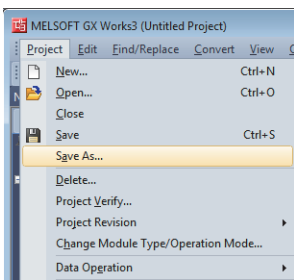 MELSOFT GX Works3 (Untitled Project)
Project Edit Find/Replace Convert View
New... Ctrl+N
Open... Ctrl+O
Close
Save Ctrl+S
Save As...
Delete...
Project Verify...
Project Revision
Change Module Type/Operation Mode...
Data Operation